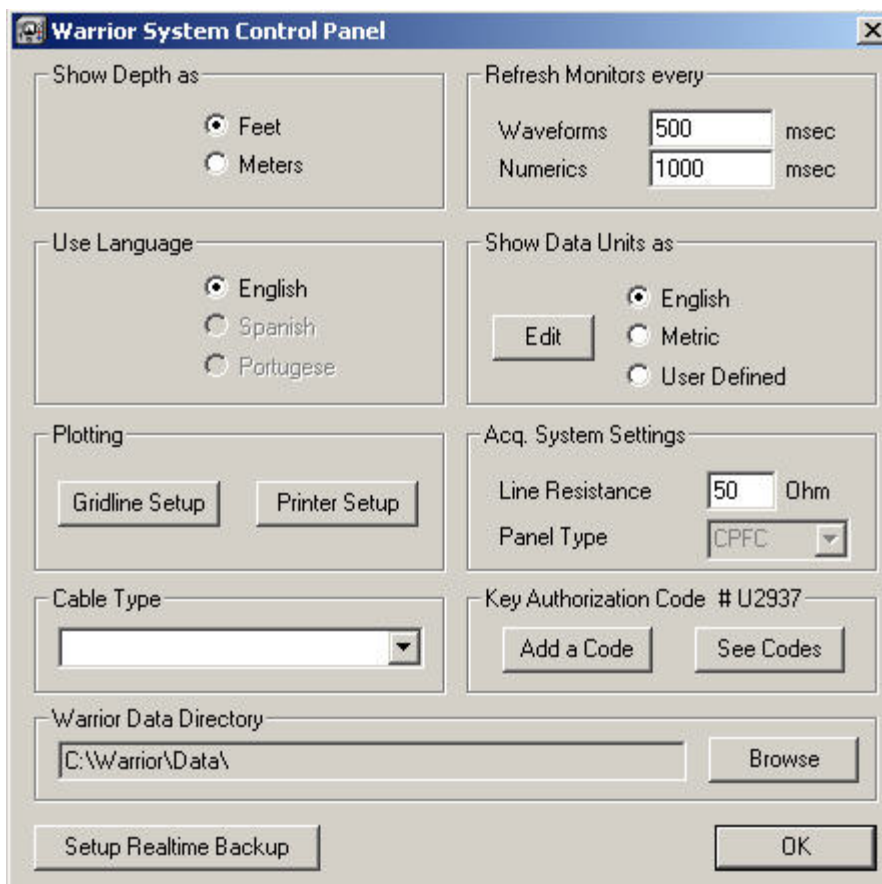 Warrior System Control Panel
Show Depth as
Feet
Meters
Refresh Monitors every
Waveforms 500 msec
Numerics 1000 msec
Use Language
English
Spanish
Portugese
Show Data Units as
Edit
English
Metric
User Defined
Plotting
Gridline Setup Printer Setup
Acq. System Settings
Line Resistance 50 Ohm
Panel Type CPFC
Cable Type
Key Authorization Code # U2937
Add a Code See Codes
Warrior Data Directory
C:\Warrior\Data\ Browse
Setup Realtime Backup OK